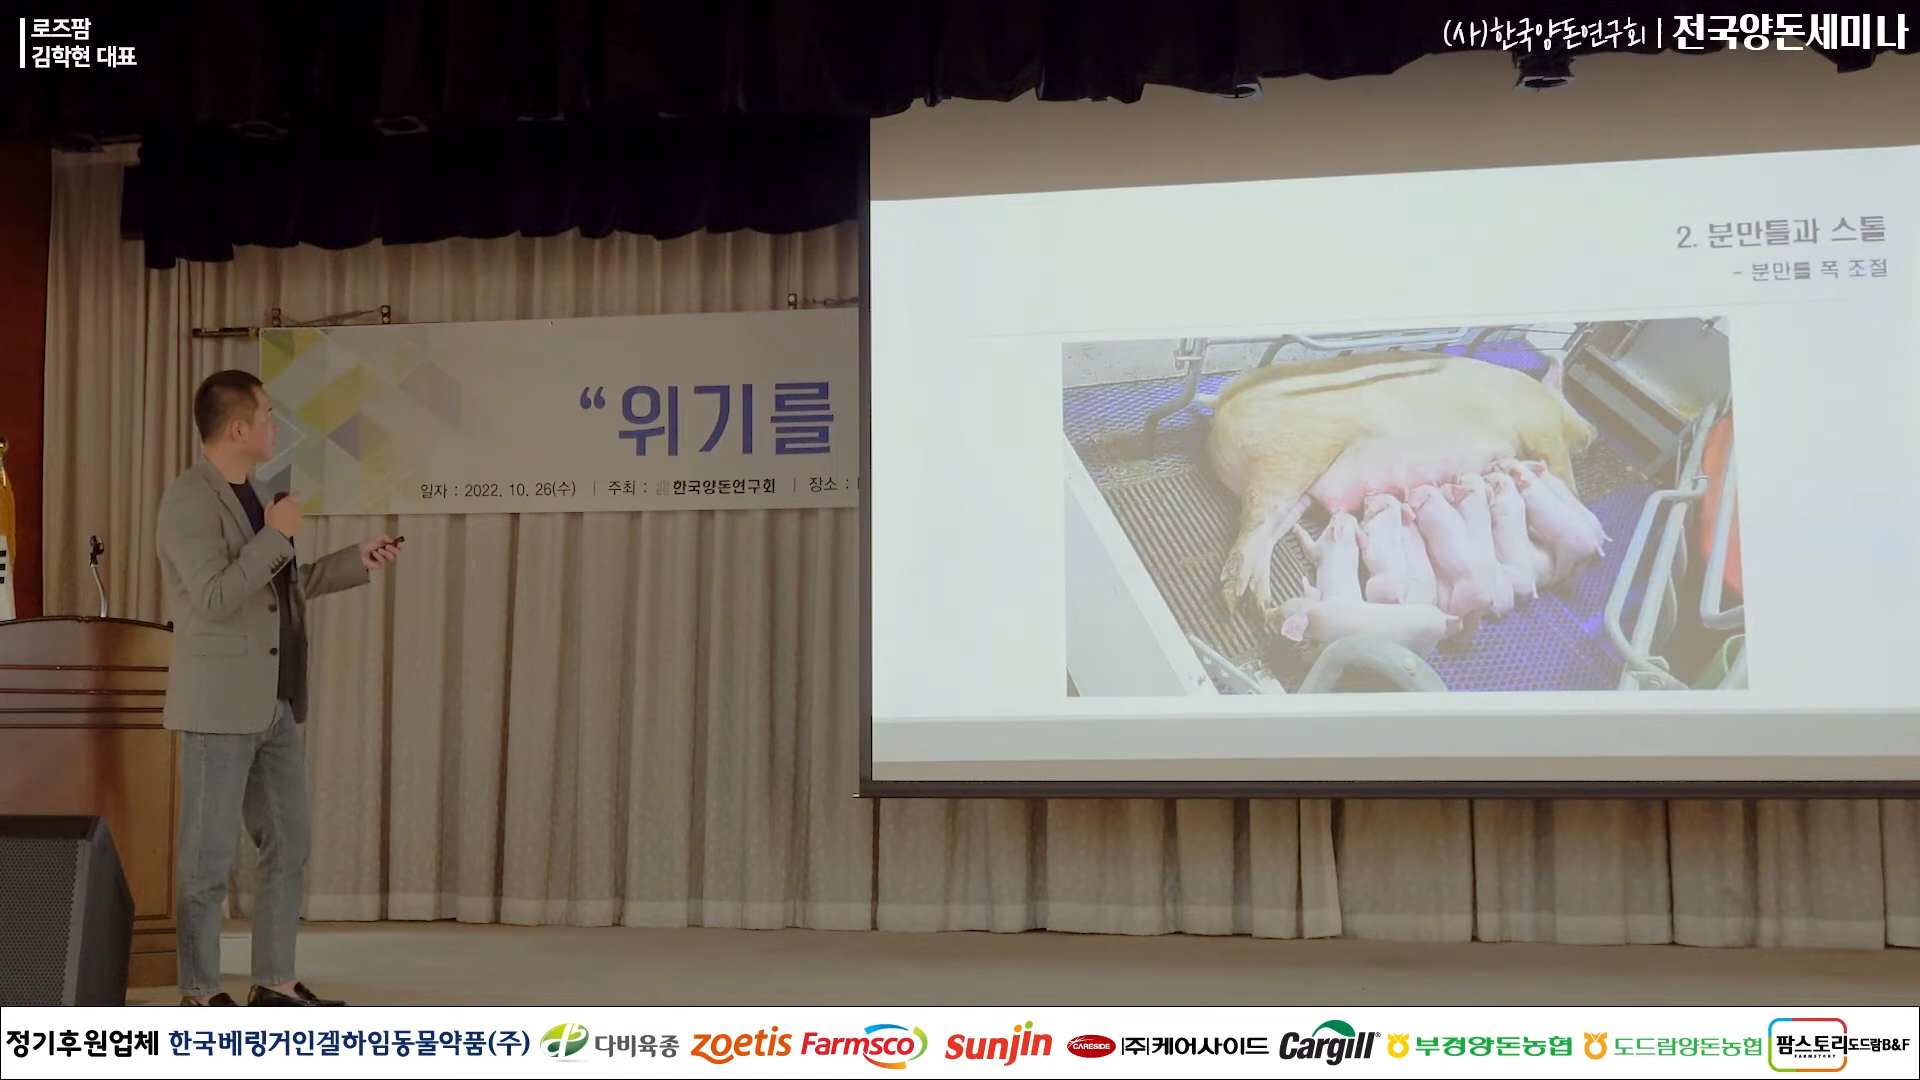 로즈팜
김학현 대표
(사)한국양돈연구회 | 전국양돈세미나
2. 분만틀과 스톨
- 분만틀 폭 조절
“위기를
일자 : 2022. 10. 26(수) | 주최 : 한국양돈연구회 | 장소 :
정기후원업체 한국베링거인겔하임동물약품(주) 다비육종 zoetis Farmsco sunjin CARESIDE (주)케어사이드 Cargill® 부경양돈농협 도드람양돈농협 팜스토리 FARMSTORY 도드람B&F